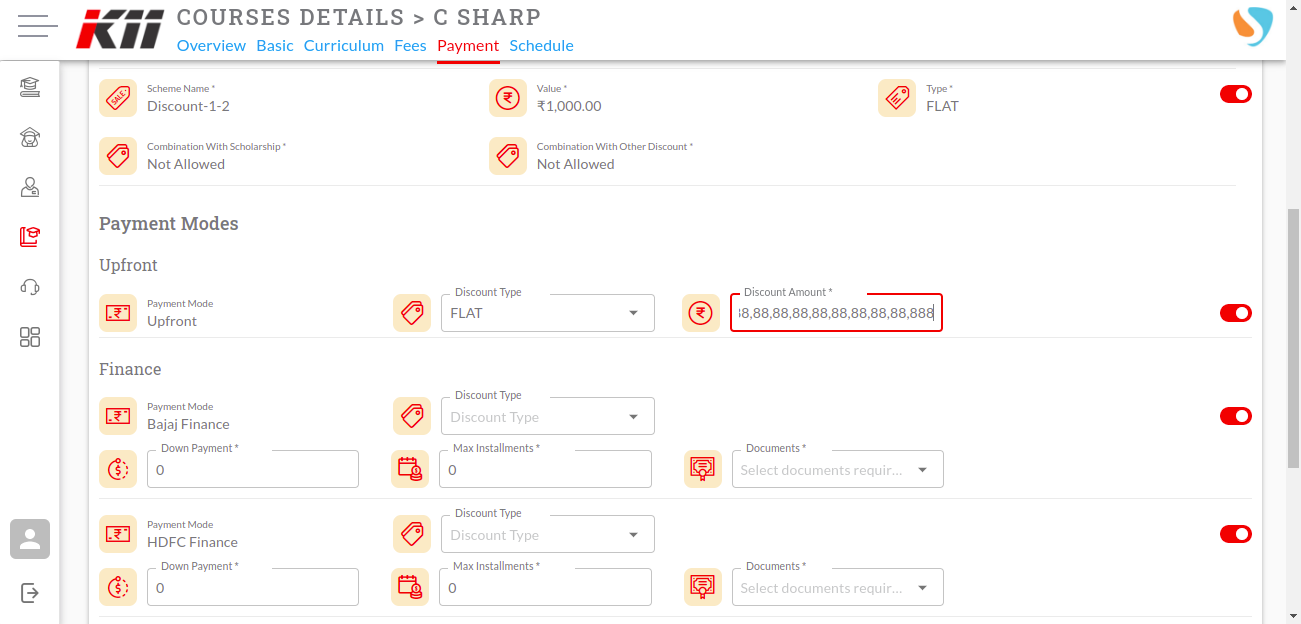 KII
COURSES DETAILS > C SHARP
Overview Basic Curriculum Fees Payment Schedule
SALE
Scheme Name * Value * Type *
Discount-1-2 ₹1,000.00 FLAT
Combination With Scholarship * Combination With Other Discount *
Not Allowed Not Allowed
Payment Modes
Upfront
Payment Mode Discount Type Discount Amount *
Upfront FLAT 38,88,88,88,88,88,88,88,88,888
Finance
Payment Mode Discount Type
Bajaj Finance Discount Type
Down Payment * Max Installments * Documents *
0 0 Select documents requir...
Payment Mode Discount Type
HDFC Finance Discount Type
Down Payment * Max Installments * Documents *
0 0 Select documents requir...